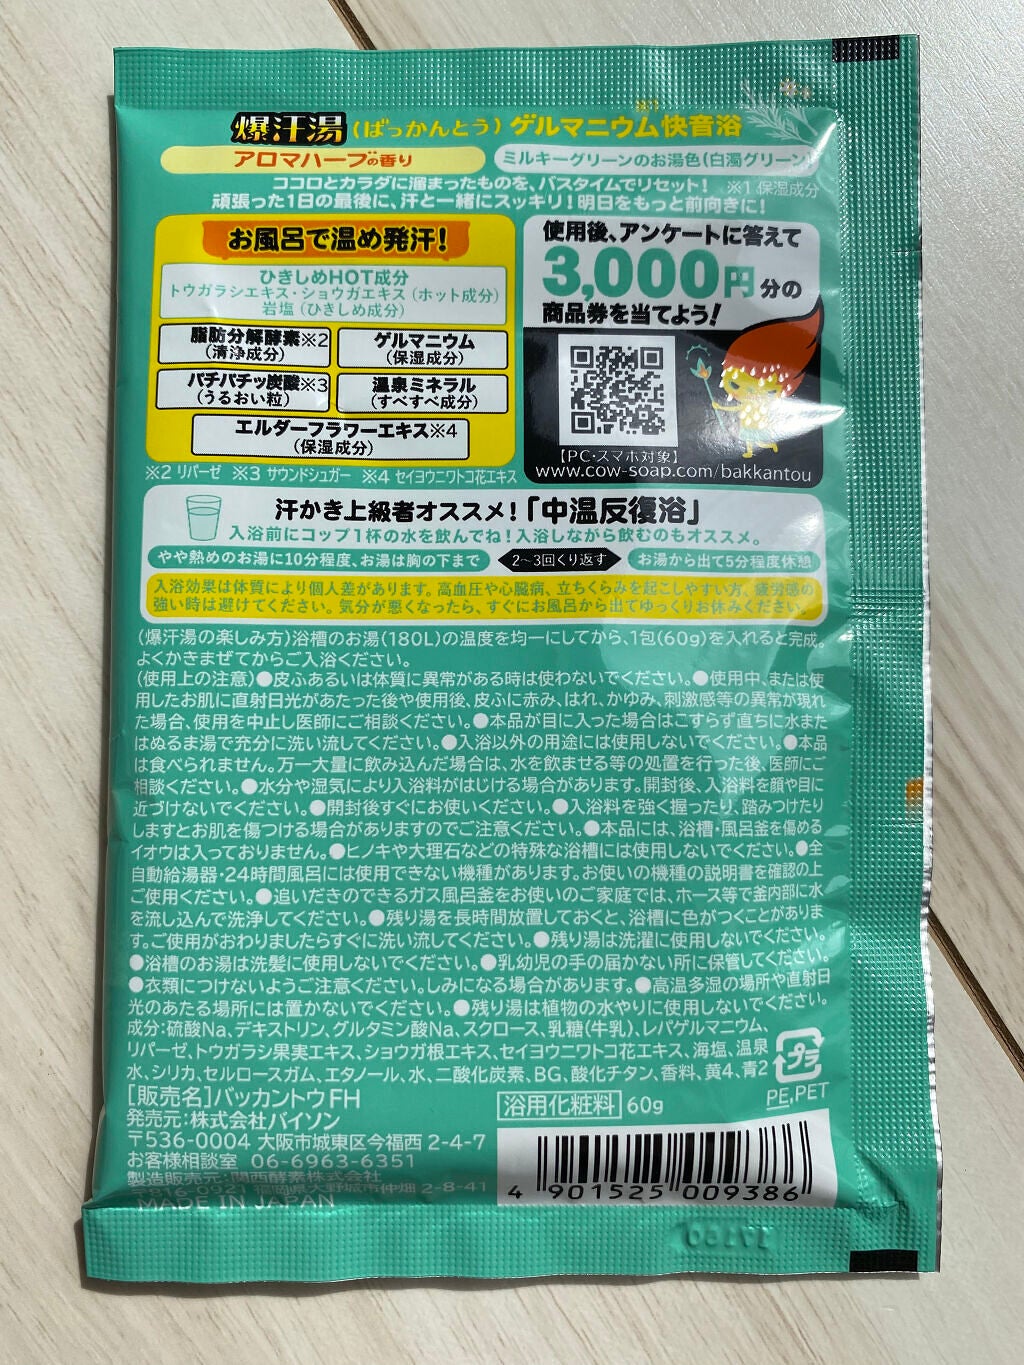 爆汗湯(ばっかんとう)ゲルマニウム快音浴
※1
アロマハーブの香り
ミルキーグリーンのお湯色(白濁グリーン)
ココロとカラダに溜まったものを、バスタイムでリセット! ※1 保湿成分
頑張った1日の最後に、汗と一緒にスッキリ!明日をもっと前向きに!
お風呂で温め発汗!
ひきしめHOT成分
トウガラシエキス・ショウガエキス(ホット成分)
岩塩(ひきしめ成分)
脂肪分解酵素※2
(清浄成分)
ゲルマニウム
(保湿成分)
パチパチッ炭酸※3
(うるおい粒)
温泉ミネラル
(すべすべ成分)
エルダーフラワーエキス※4
(保湿成分)
※2 リパーゼ ※3 サウンドシュガー ※4 セイヨウニワトコ花エキス
使用後、アンケートに答えて
3,000円分の
商品券を当てよう!
【PC・スマホ対象】
www.cow-soap.com/bakkantou
汗かき上級者オススメ!「中温反復浴」
入浴前にコップ1杯の水を飲んでね!入浴しながら飲むのもオススメ。
やや熱めのお湯に10分程度、お湯は胸の下まで
2~3回くり返す
お湯から出て5分程度休憩
入浴効果は体質により個人差があります。高血圧や心臓病、立ちくらみを起こしやすい方、疲労感の
強い時は避けてください。気分が悪くなったら、すぐにお風呂から出てゆっくりお休みください。
(爆汗湯の楽しみ方)浴槽のお湯(180L)の温度を均一にしてから、1包(60g)を入れると完成。
よくかきまぜてからご入浴ください。
(使用上の注意)●皮ふあるいは体質に異常がある時は使わないでください。●使用中、または使
用したお肌に直射日光があたった後や使用後、皮ふに赤み、はれ、かゆみ、刺激感等の異常が現れ
た場合、使用を中止し医師にご相談ください。●本品が目に入った場合はこすらず直ちに水また
はぬるま湯で充分に洗い流してください。●入浴以外の用途には使用しないでください。●本品
は食べられません。万一大量に飲み込んだ場合は、水を飲ませる等の処置を行った後、医師にご
相談ください。●水分や湿気により入浴料がはじける場合があります。開封後、入浴料を顔や目に
近づけないでください。●開封後すぐにお使いください。●入浴料を強く握ったり、踏みつけたり
しますとお肌を傷つける場合がありますのでご注意ください。●本品には、浴槽・風呂釜を傷める
イオウは入っておりません。●ヒノキや大理石などの特殊な浴槽には使用しないでください。●全
自動給湯器・24時間風呂には使用できない機種があります。お使いの機種の説明書を確認の上
ご使用ください。●追いだきのできるガス風呂釜をお使いのご家庭では、ホース等で釜内部に水
を流し込んで洗浄してください。●残り湯を長時間放置しておくと、浴槽に色がつくことがありま
す。ご使用がおわりましたらすぐに洗い流してください。●残り湯は洗濯に使用しないでください。
●浴槽のお湯は洗髪に使用しないでください。●乳幼児の手の届かない所に保管してください。
●衣類につけないようご注意ください。しみになる場合があります。●高温多湿の場所や直射日
光のあたる場所には置かないでください。●残り湯は植物の水やりに使用しないでください。
成分:硫酸Na、デキストリン、グルタミン酸Na、スクロース、乳糖(牛乳)、レパゲルマニウム、
リパーゼ、トウガラシ果実エキス、ショウガ根エキス、セイヨウニワトコ花エキス、海塩、温泉
水、シリカ、セルロースガム、エタノール、水、二酸化炭素、BG、酸化チタン、香料、黄4、青2
プラ
PE,PET
[販売名]バッカントウFH
浴用化粧料 60g
発売元:株式会社バイソン
〒536-0004 大阪市城東区今福西 2-4-7
お客様相談室 06-6963-6351
製造販売元:関西酵素株式会社
〒816-0921 福岡県大野城市仲畑 2-8-41
MADE IN JAPAN
4 901525 009386